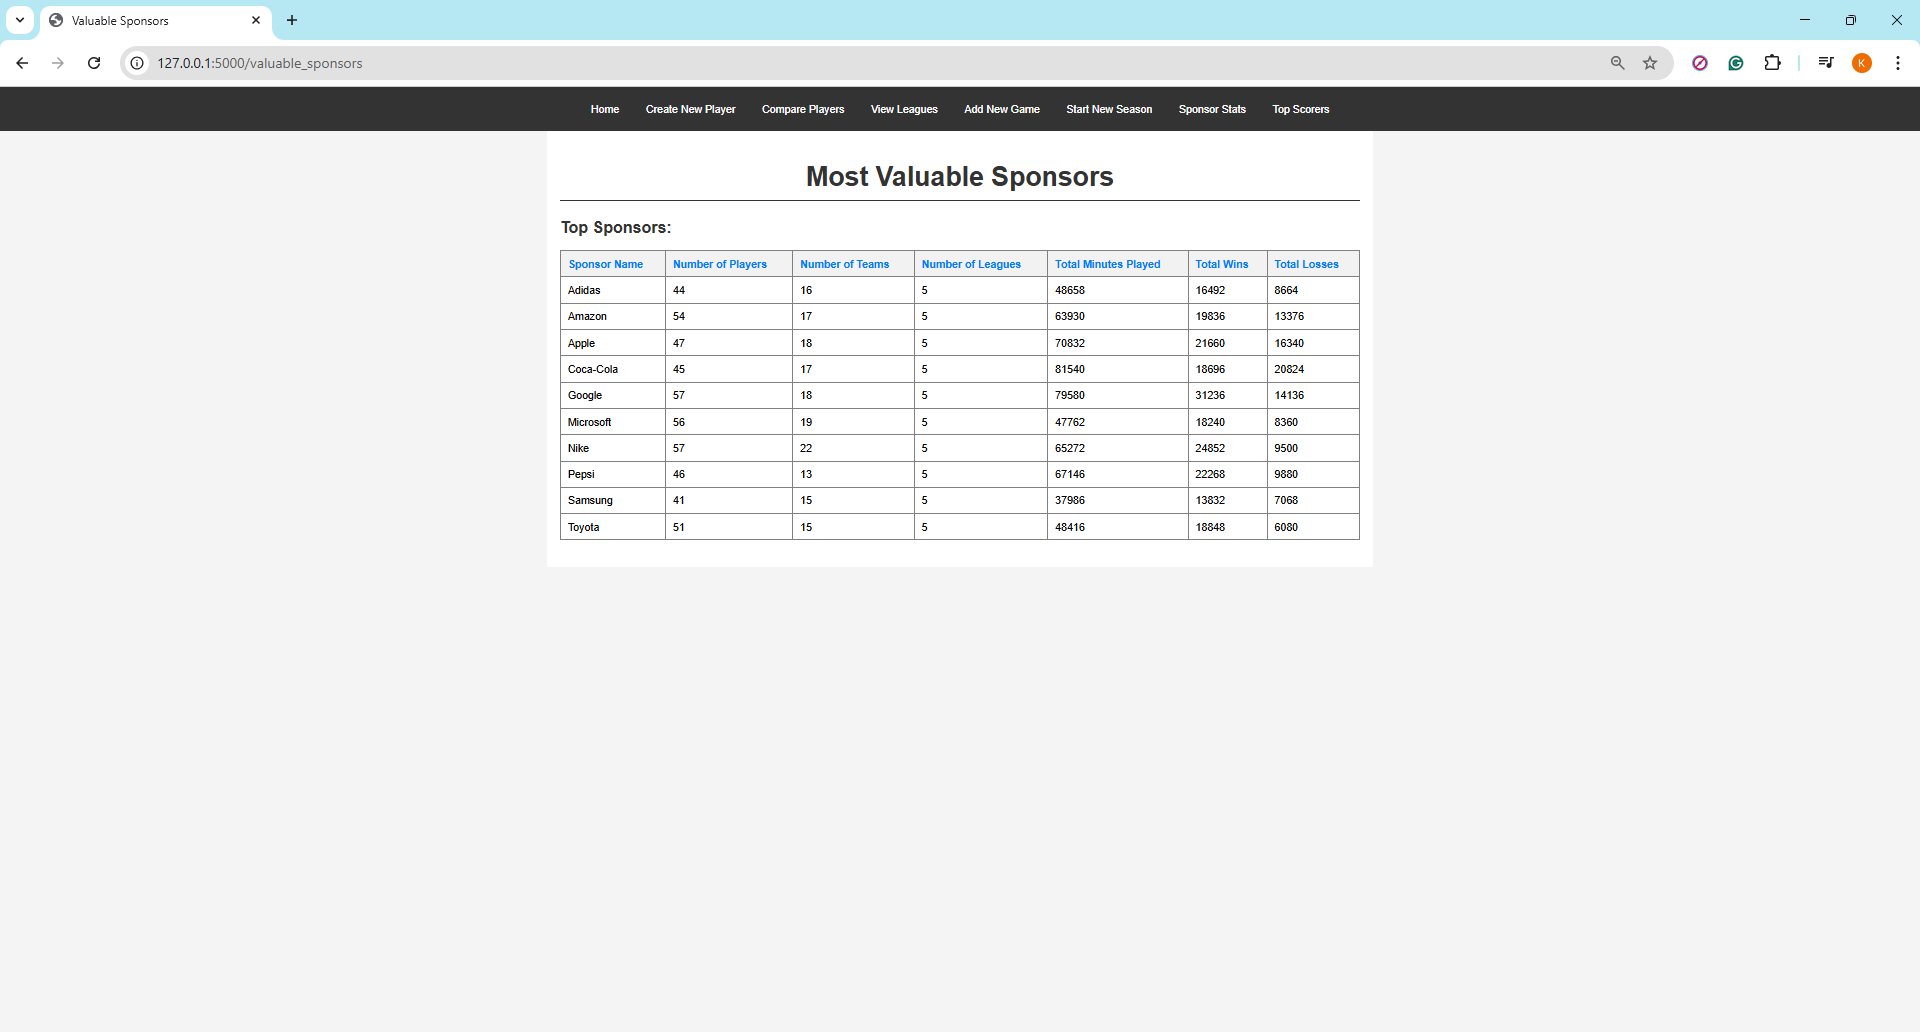 Valuable Sponsors
127.0.0.1:5000/valuable_sponsors
K
Home Create New Player Compare Players View Leagues Add New Game Start New Season Sponsor Stats Top Scorers
Most Valuable Sponsors
Top Sponsors:
Sponsor Name Number of Players Number of Teams Number of Leagues Total Minutes Played Total Wins Total Losses
Adidas 44 16 5 48658 16492 8664
Amazon 54 17 5 63930 19836 13376
Apple 47 18 5 70832 21660 16340
Coca-Cola 45 17 5 81540 18696 20824
Google 57 18 5 79580 31236 14136
Microsoft 56 19 5 47762 18240 8360
Nike 57 22 5 65272 24852 9500
Pepsi 46 13 5 67146 22268 9880
Samsung 41 15 5 37986 13832 7068
Toyota 51 15 5 48416 18848 6080